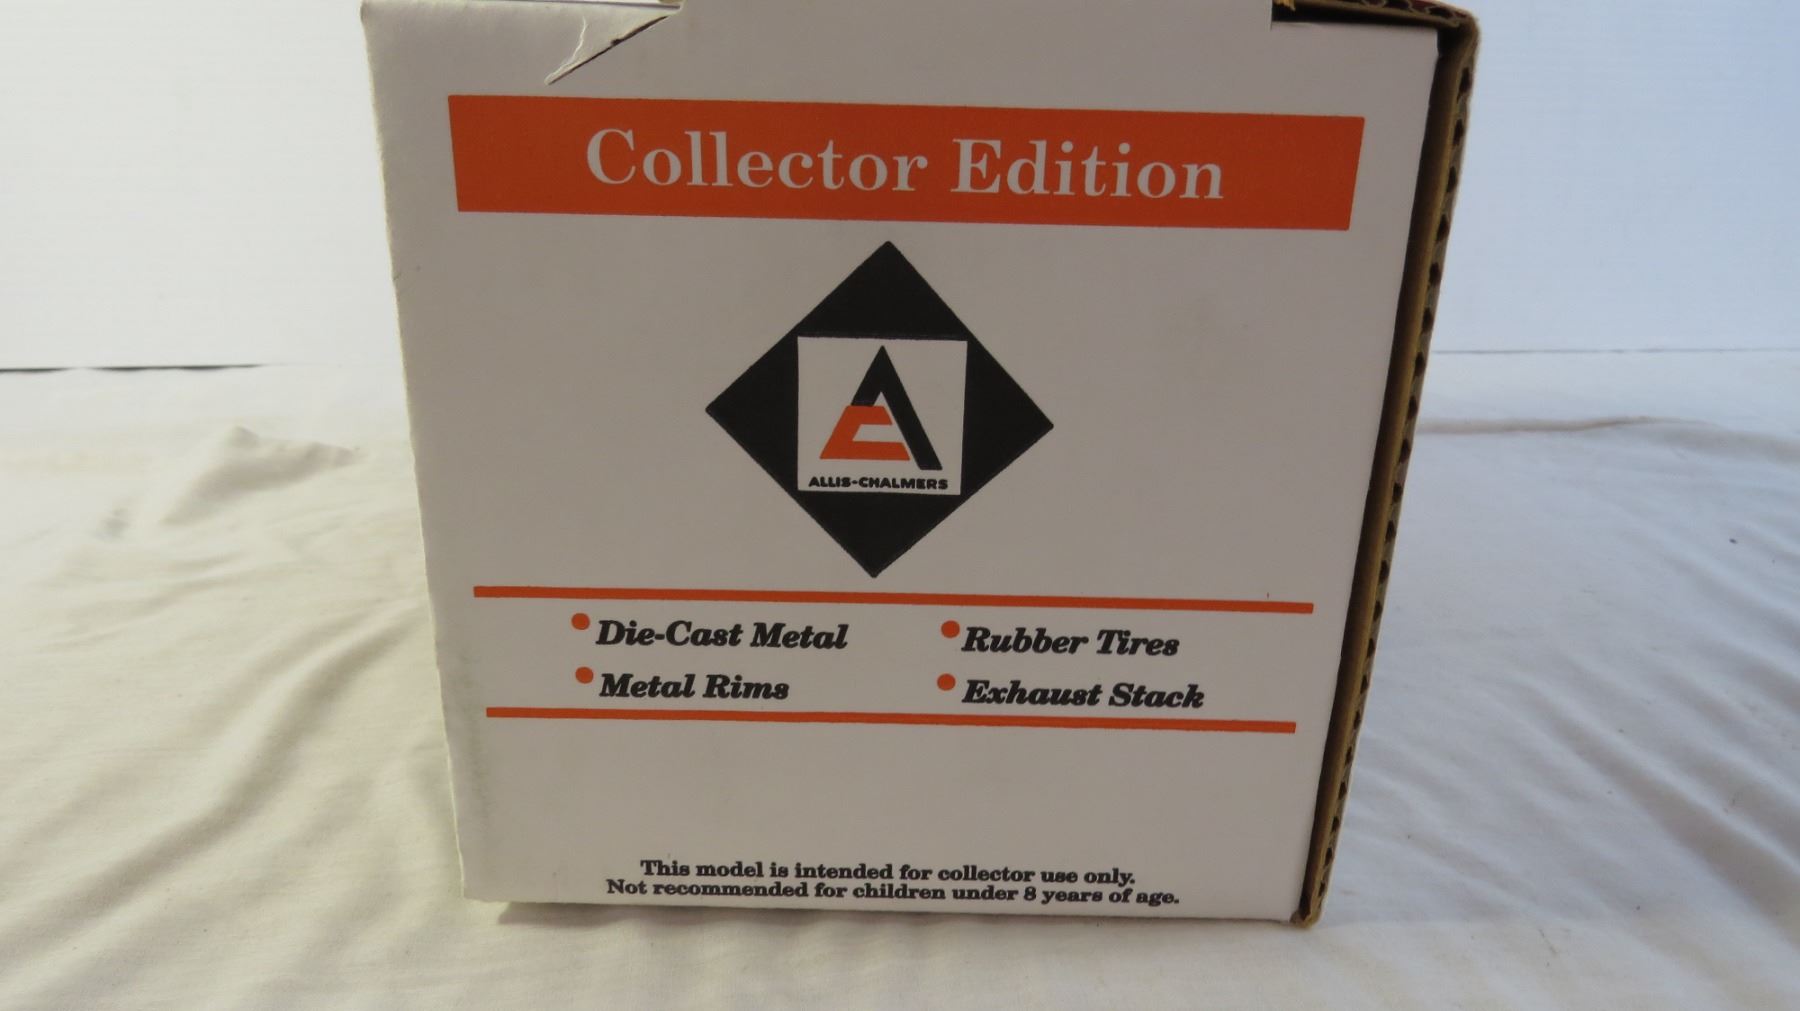 Collector Edition
ALLIS-CHALMERS
Die-Cast Metal
Rubber Tires
Metal Rims
Exhaust Stack
This model is intended for collector use only.
Not recommended for children under 8 years of age.